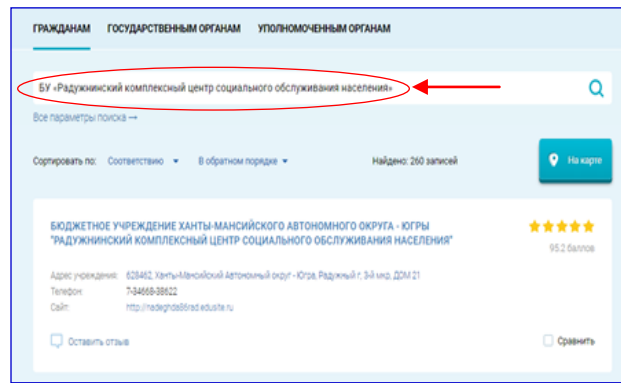 ГРАЖДАНАМ ГОСУДАРСТВЕННЫМ ОРГАНАМ УПОЛНОМОЧЕННЫМ ОРГАНАМ
БУ «Радужнинский комплексный центр социального обслуживания населения»
Все параметры поиска →
Сортировать по: Соответствию В обратном порядке Найдено: 260 записей На карте
БЮДЖЕТНОЕ УЧРЕЖДЕНИЕ ХАНТЫ-МАНСИЙСКОГО АВТОНОМНОГО ОКРУГА - ЮГРЫ
"РАДУЖНИНСКИЙ КОМПЛЕКСНЫЙ ЦЕНТР СОЦИАЛЬНОГО ОБСЛУЖИВАНИЯ НАСЕЛЕНИЯ"
95.2 баллов
Адрес учреждения: 628462, Ханты-Мансийский Автономный округ - Югра, Радужный г, 3-й мкр, ДОМ 21
Телефон: 7-34668-38622
Сайт: http://nadeghda86rad.edusite.ru
Оставить отзыв Сравнить